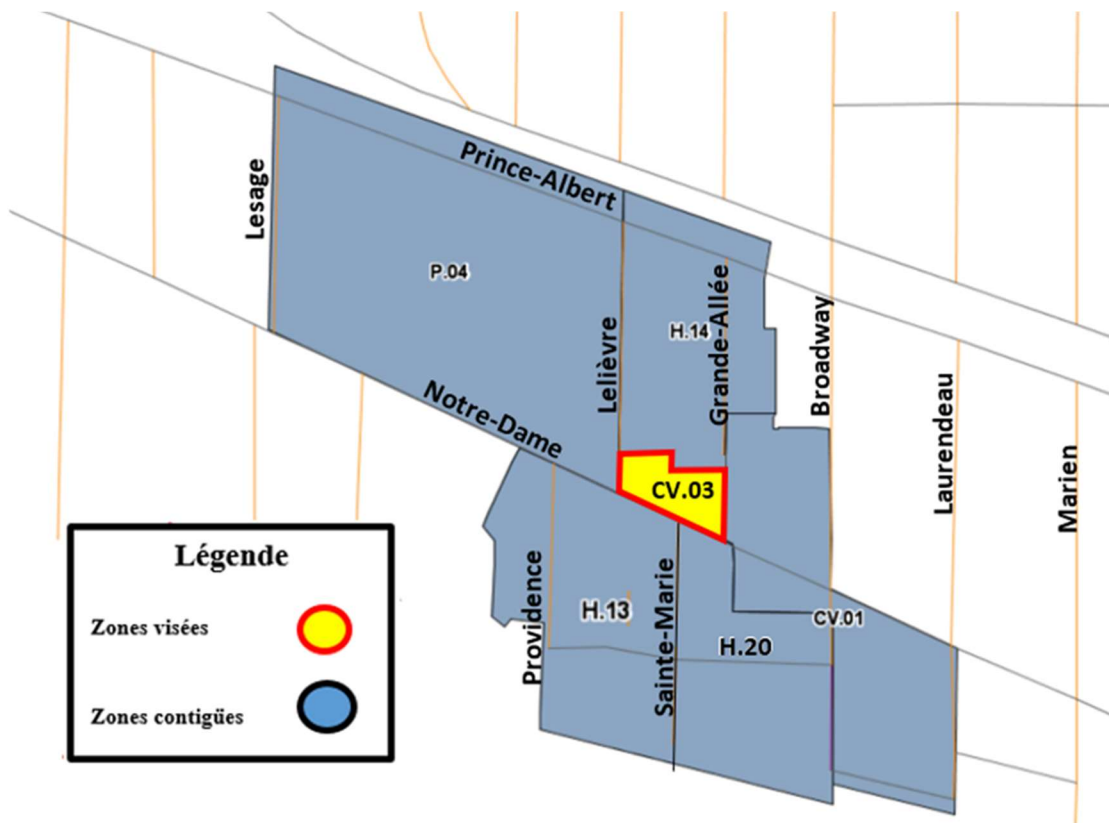 Prince-Albert
Lesage
P.04
H.14
Grande-Allée
Broadway
Lelièvre
Notre-Dame
Laurendeau
Marien
CV.03
Légende
Zones visées
Zones contigües
Providence
H.13
Sainte-Marie
H.20
CV.01